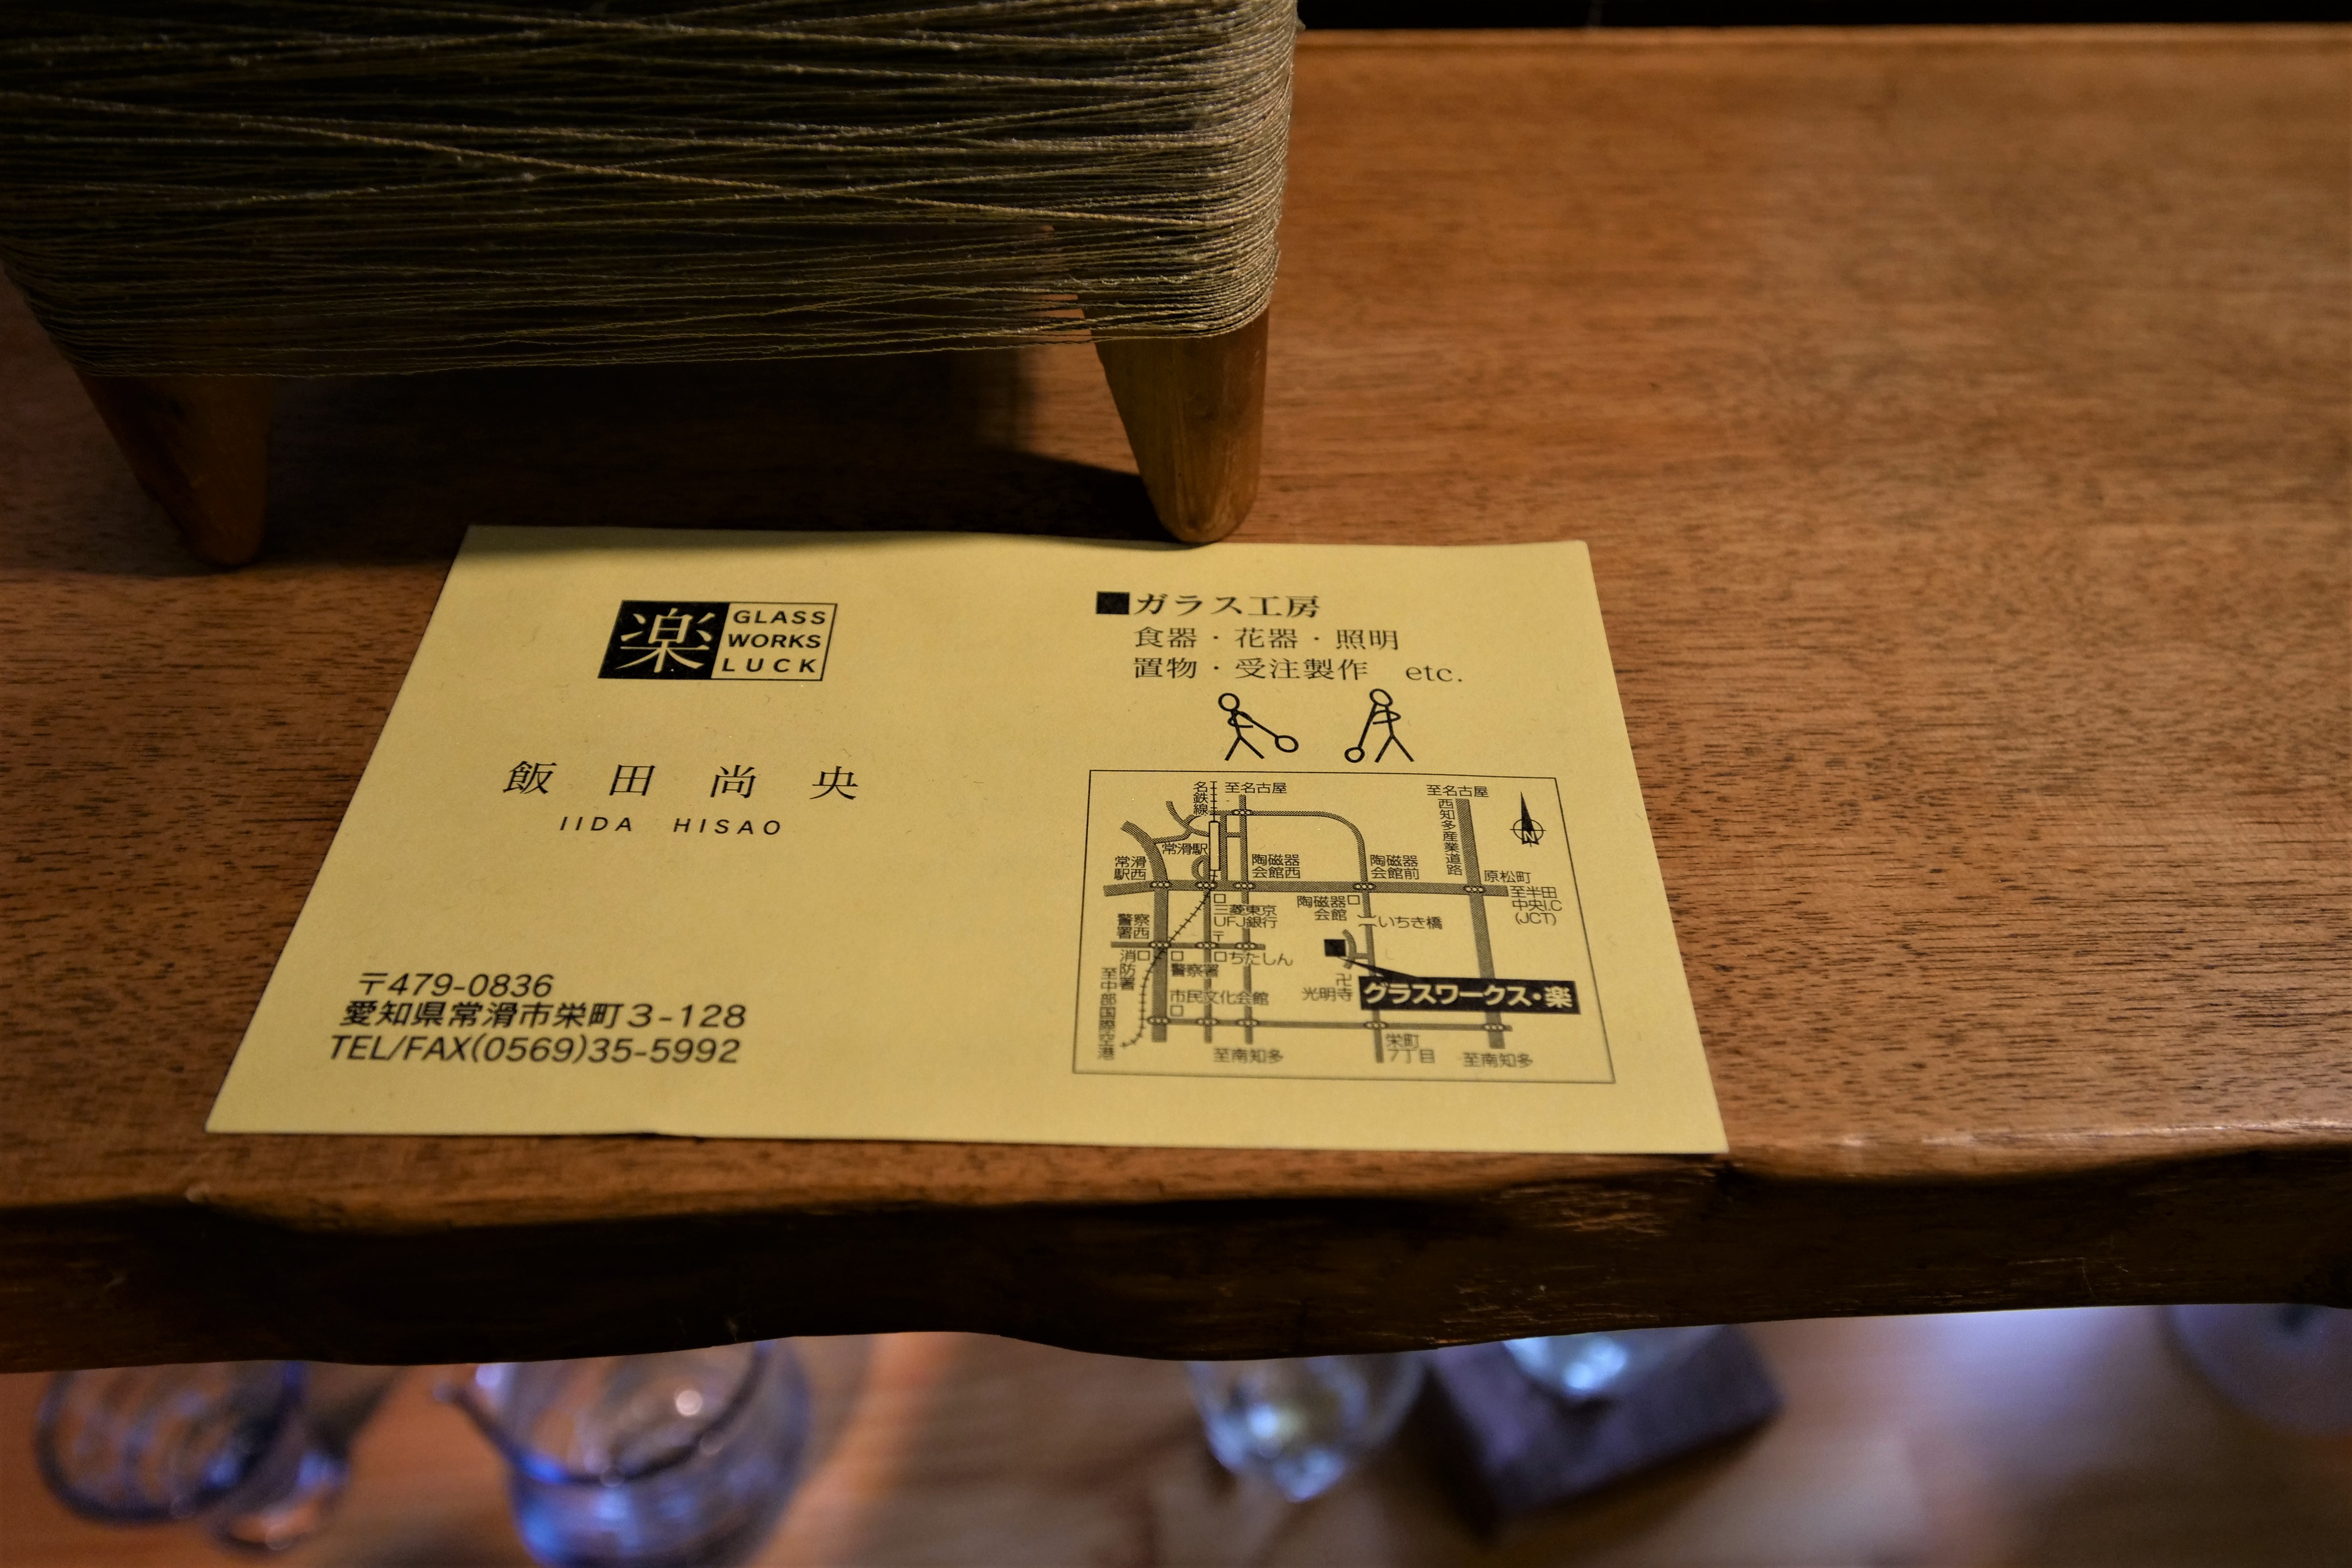 楽
GLASS
WORKS
LUCK
飯田尚央
IIDA HISAO
〒479-0836
愛知県常滑市栄町3-128
TEL/FAX(0569)35-5992
■ガラス工房
食器・花器・照明
置物・受注製作 etc.
名鉄線
至名古屋
至名古屋
西知多産業道路
N
常滑駅
常滑
駅西
陶磁器
会館西
陶磁器
会館前
原松町
至半田
中央I.C
(JCT)
三菱東京
UFJ銀行
陶磁器
会館
いちき橋
警察
署西
〒
消防署
警察署
ちたしん
卍
光明寺
グラスワークス・楽
至中部国際空港
市民文化会館
至南知多
栄町
7丁目
至南知多